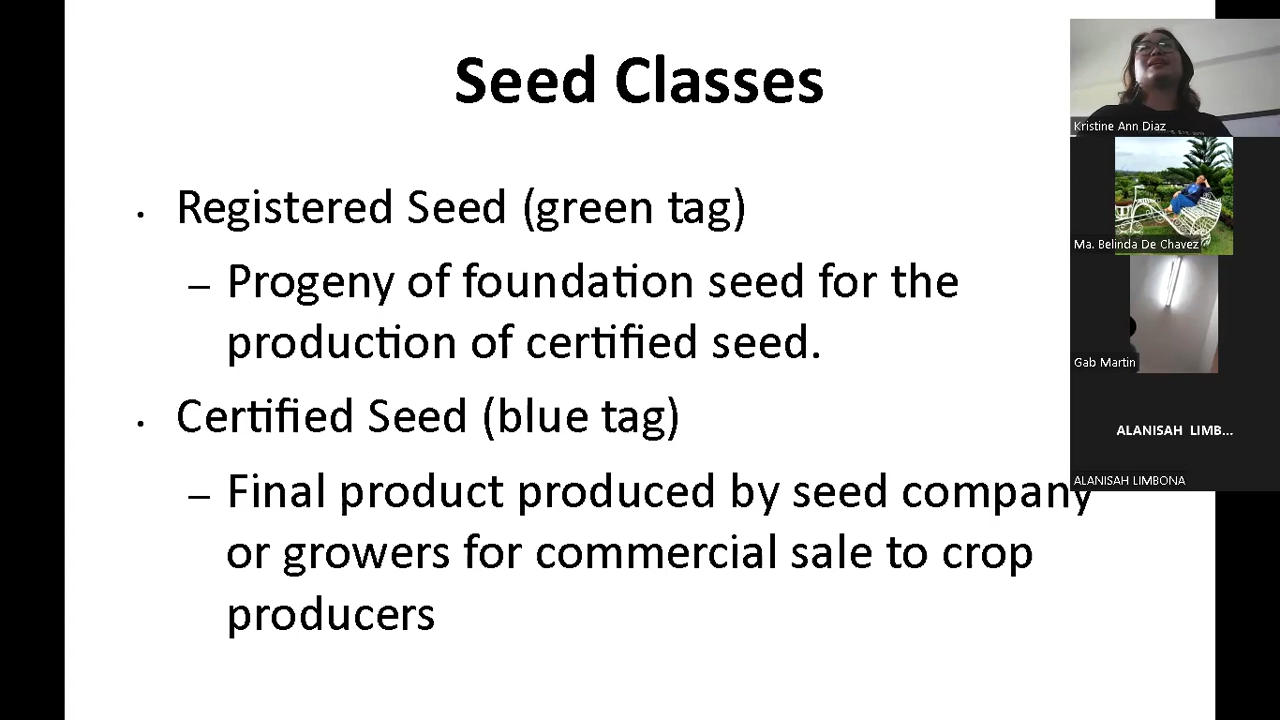 Seed Classes
• Registered Seed (green tag)
– Progeny of foundation seed for the
production of certified seed.
• Certified Seed (blue tag)
– Final product produced by seed company
or growers for commercial sale to crop
producers
Kristine Ann Diaz
Ma. Belinda De Chavez
Gab Martin
ALANISAH LIMB...
ALANISAH LIMBONA